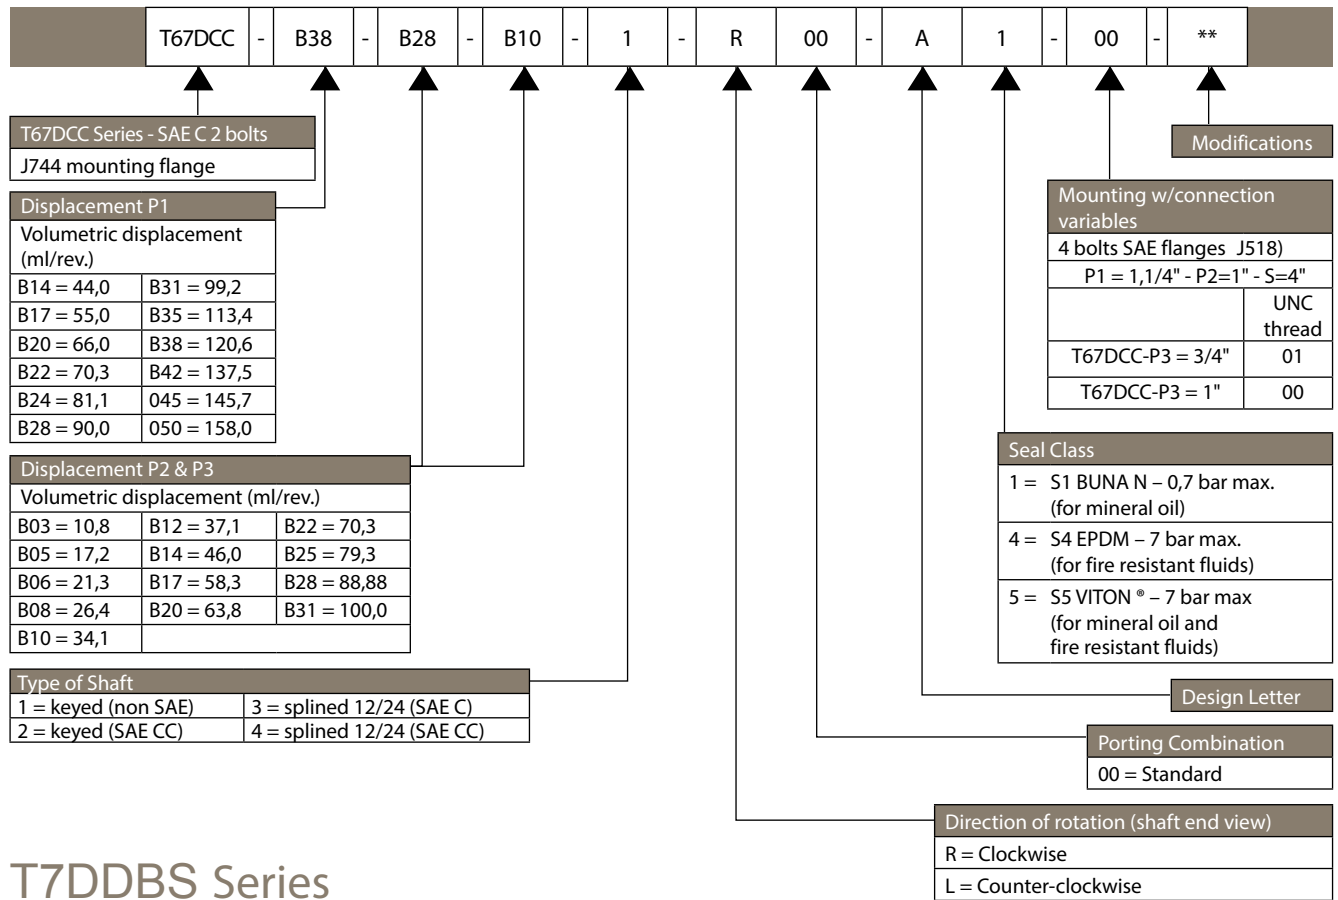 T67DCC - B38 - B28 - B10 - 1 - R 00 - A 1 - 00 - **
T67DCC Series - SAE C 2 bolts
J744 mounting flange
Modifications
Displacement P1
Volumetric displacement
(ml/rev.)
B14 = 44,0 B31 = 99,2
B17 = 55,0 B35 = 113,4
B20 = 66,0 B38 = 120,6
B22 = 70,3 B42 = 137,5
B24 = 81,1 045 = 145,7
B28 = 90,0 050 = 158,0
Mounting w/connection
variables
4 bolts SAE flanges J518)
P1 = 1,1/4" - P2=1" - S=4"
UNC
thread
T67DCC-P3 = 3/4" 01
T67DCC-P3 = 1" 00
Displacement P2 & P3
Volumetric displacement (ml/rev.)
B03 = 10,8 B12 = 37,1 B22 = 70,3
B05 = 17,2 B14 = 46,0 B25 = 79,3
B06 = 21,3 B17 = 58,3 B28 = 88,88
B08 = 26,4 B20 = 63,8 B31 = 100,0
B10 = 34,1
Seal Class
1 = S1 BUNA N – 0,7 bar max.
(for mineral oil)
4 = S4 EPDM – 7 bar max.
(for fire resistant fluids)
5 = S5 VITON ® – 7 bar max
(for mineral oil and
fire resistant fluids)
Type of Shaft
1 = keyed (non SAE) 3 = splined 12/24 (SAE C)
2 = keyed (SAE CC) 4 = splined 12/24 (SAE CC)
Design Letter
Porting Combination
00 = Standard
Direction of rotation (shaft end view)
R = Clockwise
L = Counter-clockwise
T7DDBS Series